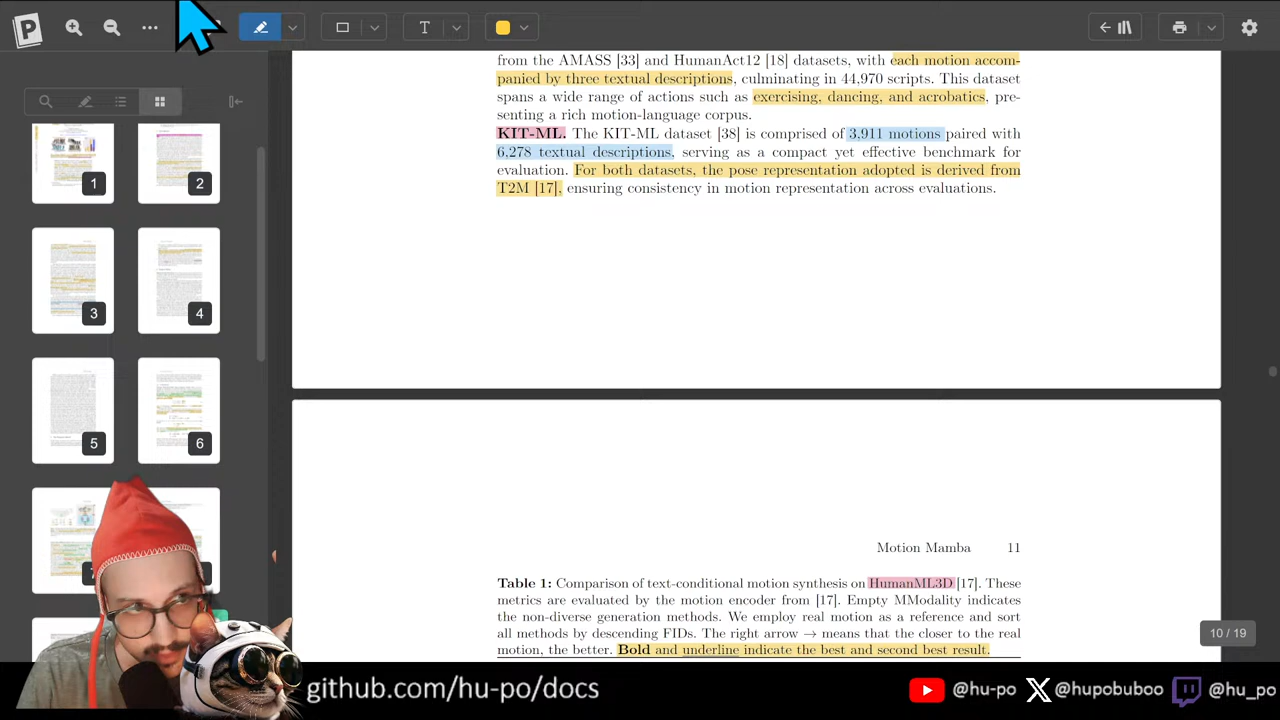 T
from the AMASS [33] and HumanAct12 [18] datasets, with each motion accom-
panied by three textual descriptions, culminating in 44,970 scripts. This dataset
spans a wide range of actions such as exercising, dancing, and acrobatics, pre-
senting a rich motion-language corpus.
KIT-ML. The KIT-ML dataset [38] is comprised of 3,911 motions paired with
6,278 textual descriptions, serving as a compact yet effective benchmark for
evaluation. For both datasets, the pose representation adopted is derived from
T2M [17], ensuring consistency in motion representation across evaluations.
1
2
3
4
5
6
Motion Mamba 11
Table 1: Comparison of text-conditional motion synthesis on HumanML3D [17]. These
metrics are evaluated by the motion encoder from [17]. Empty MModality indicates
the non-diverse generation methods. We employ real motion as a reference and sort
all methods by descending FIDs. The right arrow → means that the closer to the real
motion, the better. Bold and underline indicate the best and second best result.
10 / 19
github.com/hu-po/docs
@hu-po
@hupobuboo
@hu_po